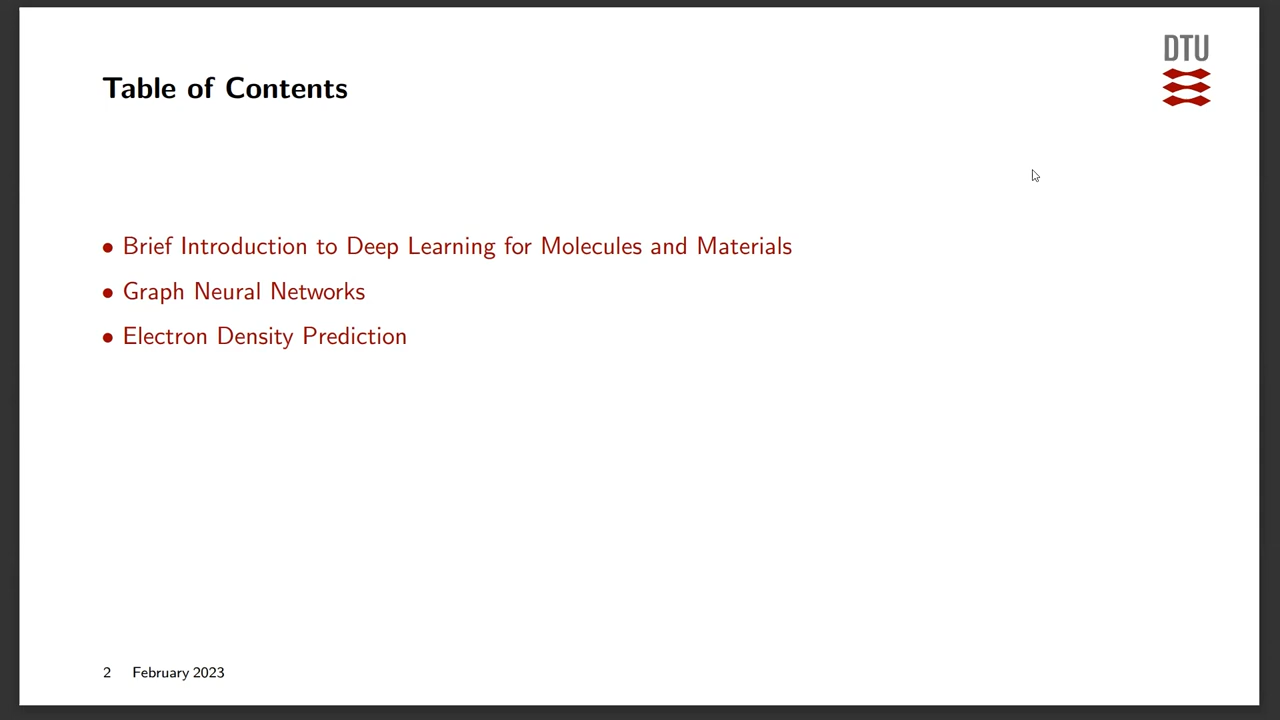 DTU
Table of Contents
• Brief Introduction to Deep Learning for Molecules and Materials
• Graph Neural Networks
• Electron Density Prediction
2 February 2023